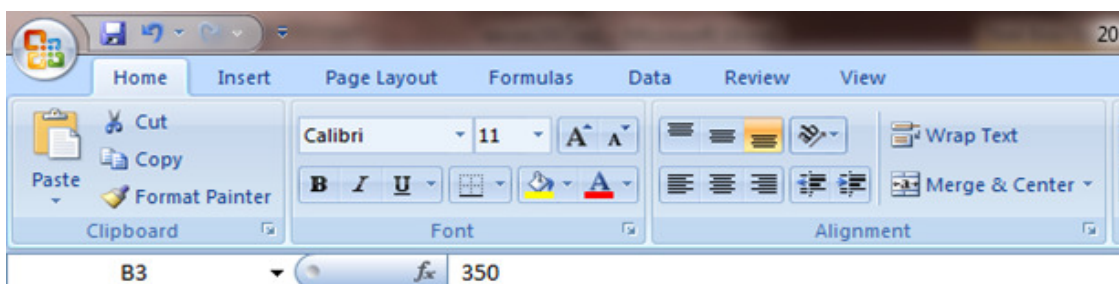 20
Home Insert Page Layout Formulas Data Review View
Cut
Copy
Format Painter
Paste
Clipboard
Calibri 11 A A
B I U A
Font
Wrap Text
Merge & Center
Alignment
B3 fx 350